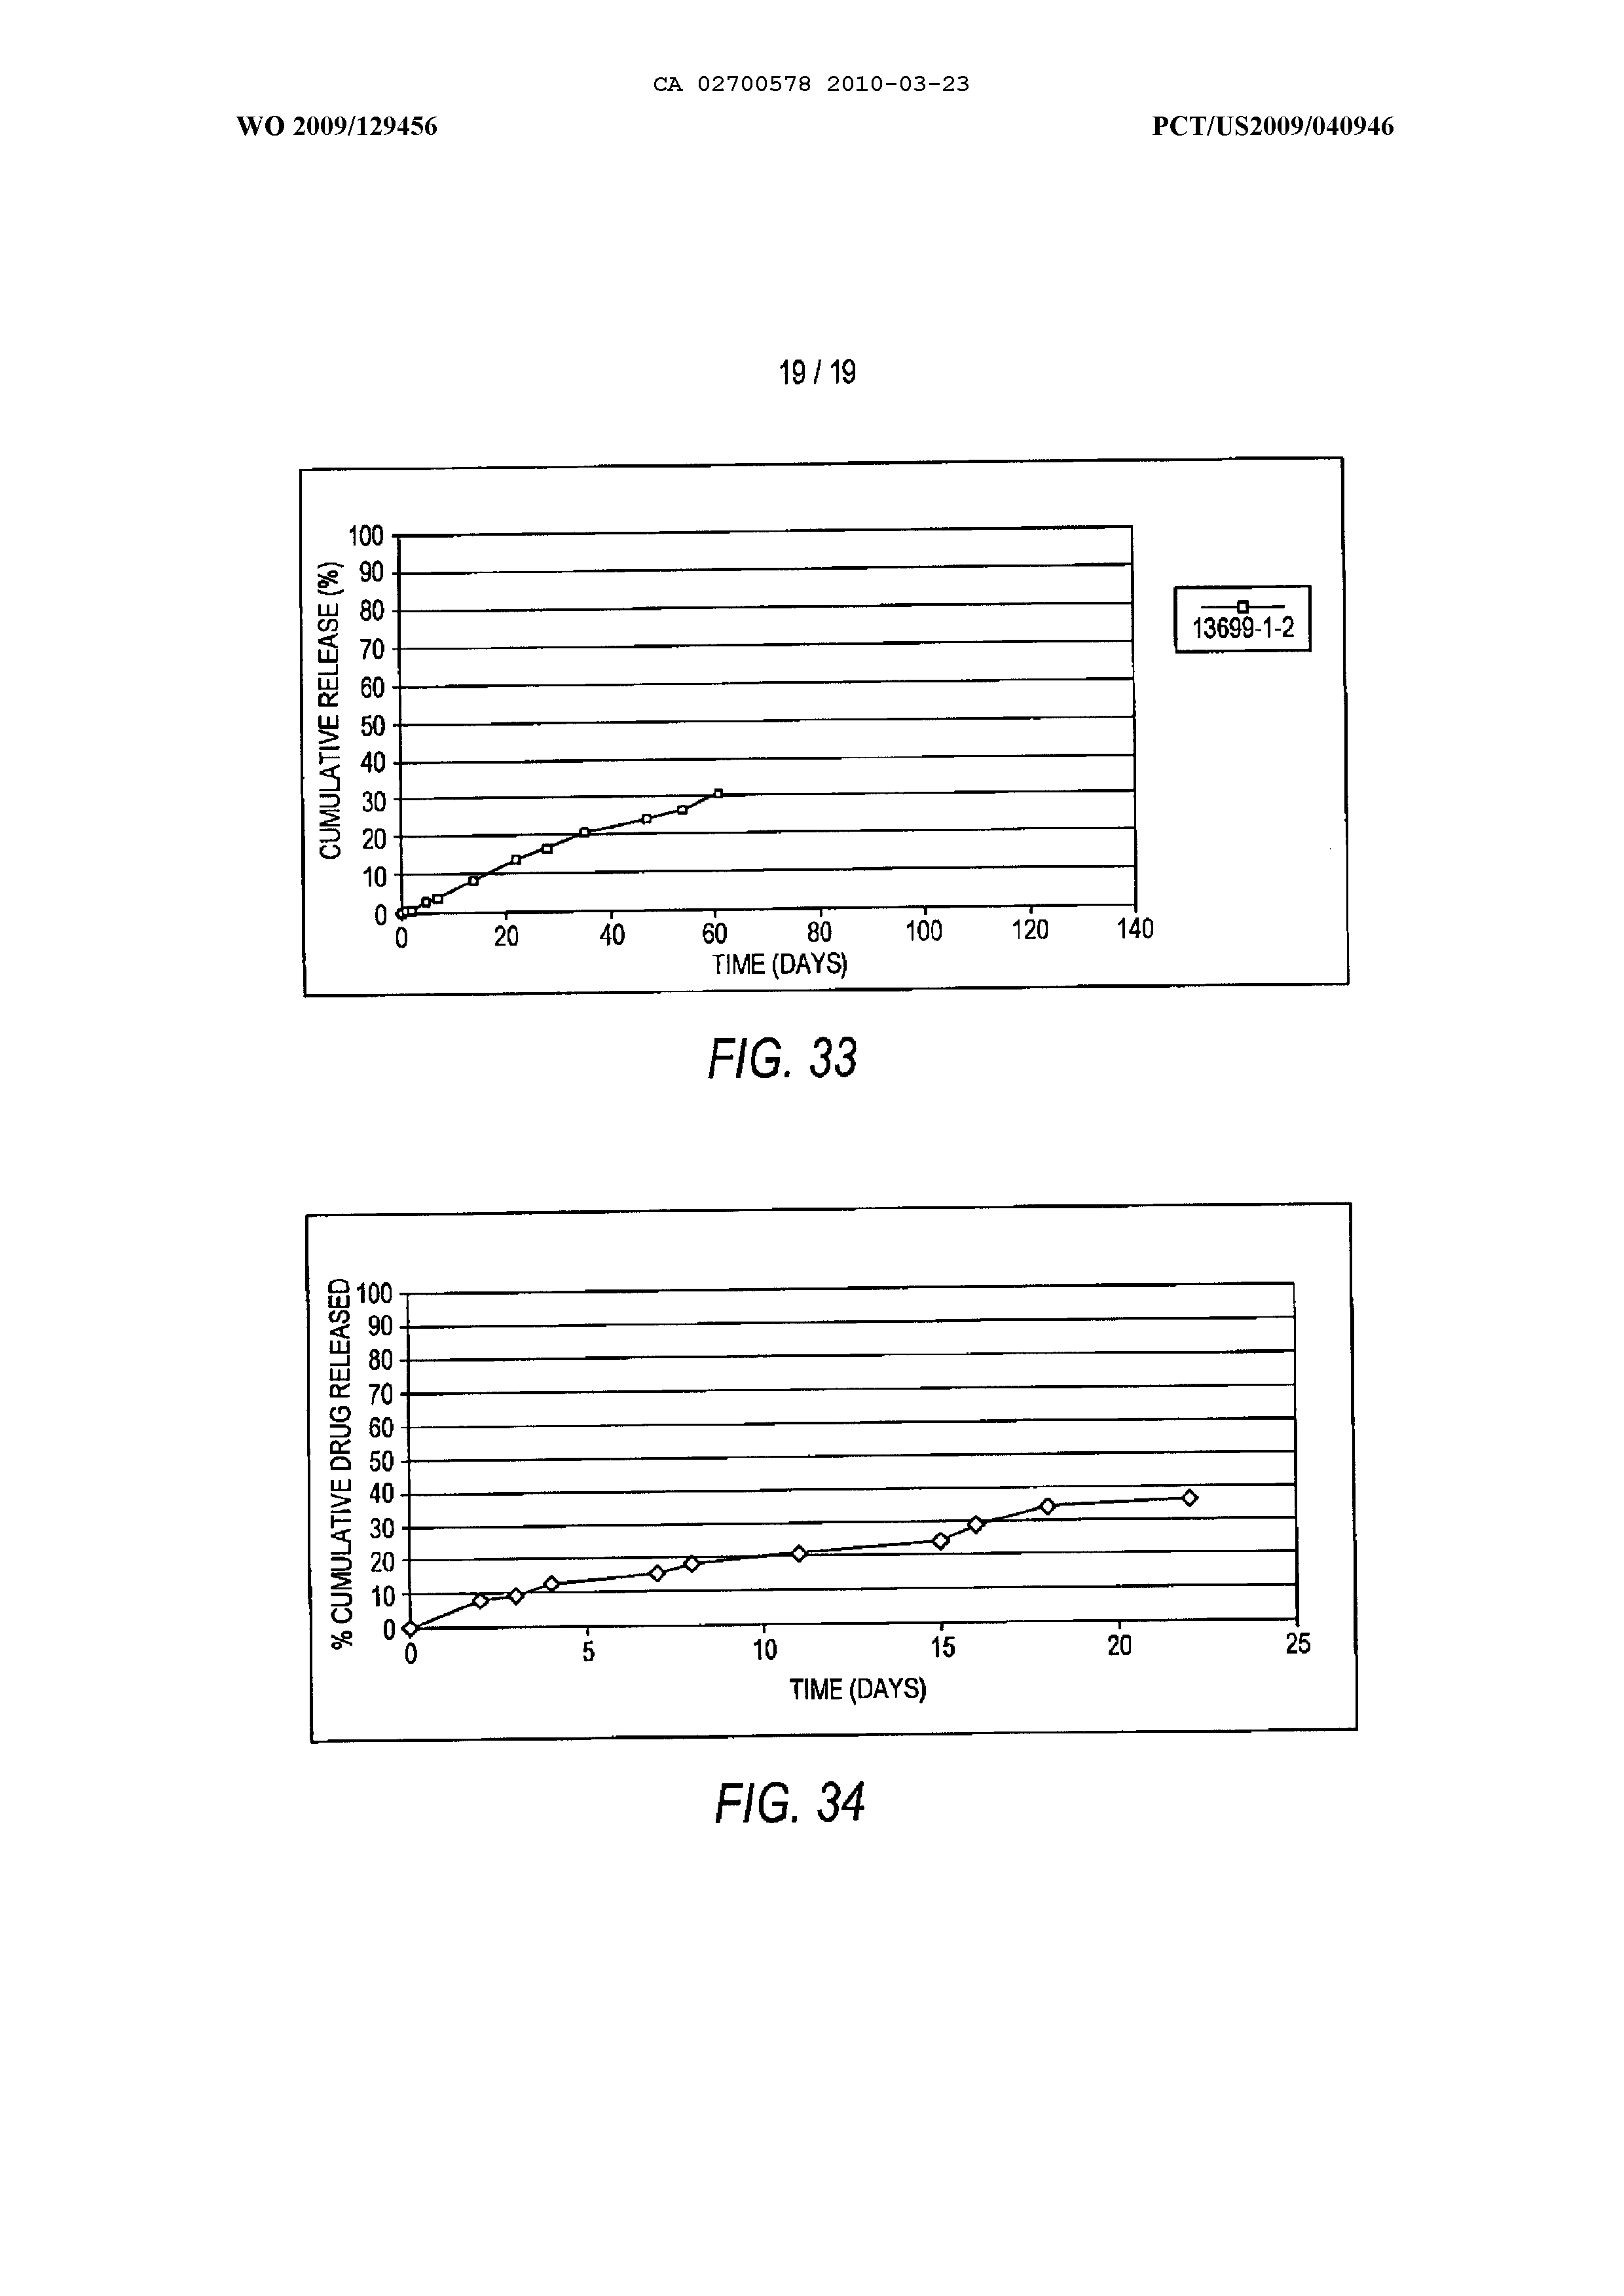 CA 02700578 2010-03-23
WO 2009/129456
PCT/US2009/040946
19 / 19
CUMULATIVE RELEASE (%)
100
90
80
70
60
50
40
30
20
10
0
0 20 40 60 80 100 120 140
TIME (DAYS)
13699-1-2
FIG. 33
% CUMULATIVE DRUG RELEASED
100
90
80
70
60
50
40
30
20
10
0
0 5 10 15 20 25
TIME (DAYS)
FIG. 34